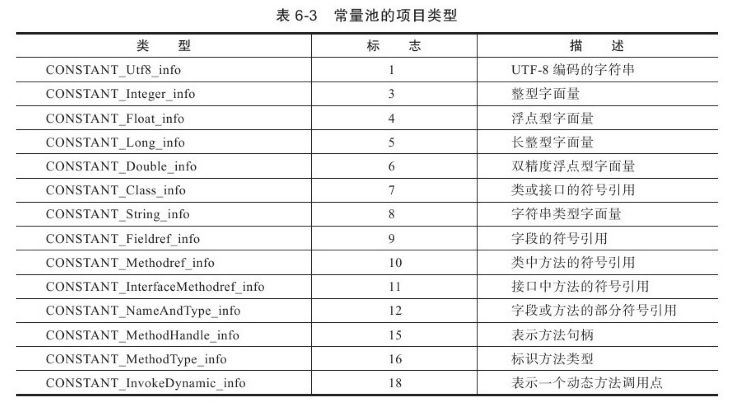 表 6-3 常量池的项目类型
类 型 标 志 描 述
CONSTANT_Utf8_info 1 UTF-8 编码的字符串
CONSTANT_Integer_info 3 整型字面量
CONSTANT_Float_info 4 浮点型字面量
CONSTANT_Long_info 5 长整型字面量
CONSTANT_Double_info 6 双精度浮点型字面量
CONSTANT_Class_info 7 类或接口的符号引用
CONSTANT_String_info 8 字符串类型字面量
CONSTANT_Fieldref_info 9 字段的符号引用
CONSTANT_Methodref_info 10 类中方法的符号引用
CONSTANT_InterfaceMethodref_info 11 接口中方法的符号引用
CONSTANT_NameAndType_info 12 字段或方法的部分符号引用
CONSTANT_MethodHandle_info 15 表示方法句柄
CONSTANT_MethodType_info 16 标识方法类型
CONSTANT_InvokeDynamic_info 18 表示一个动态方法调用点